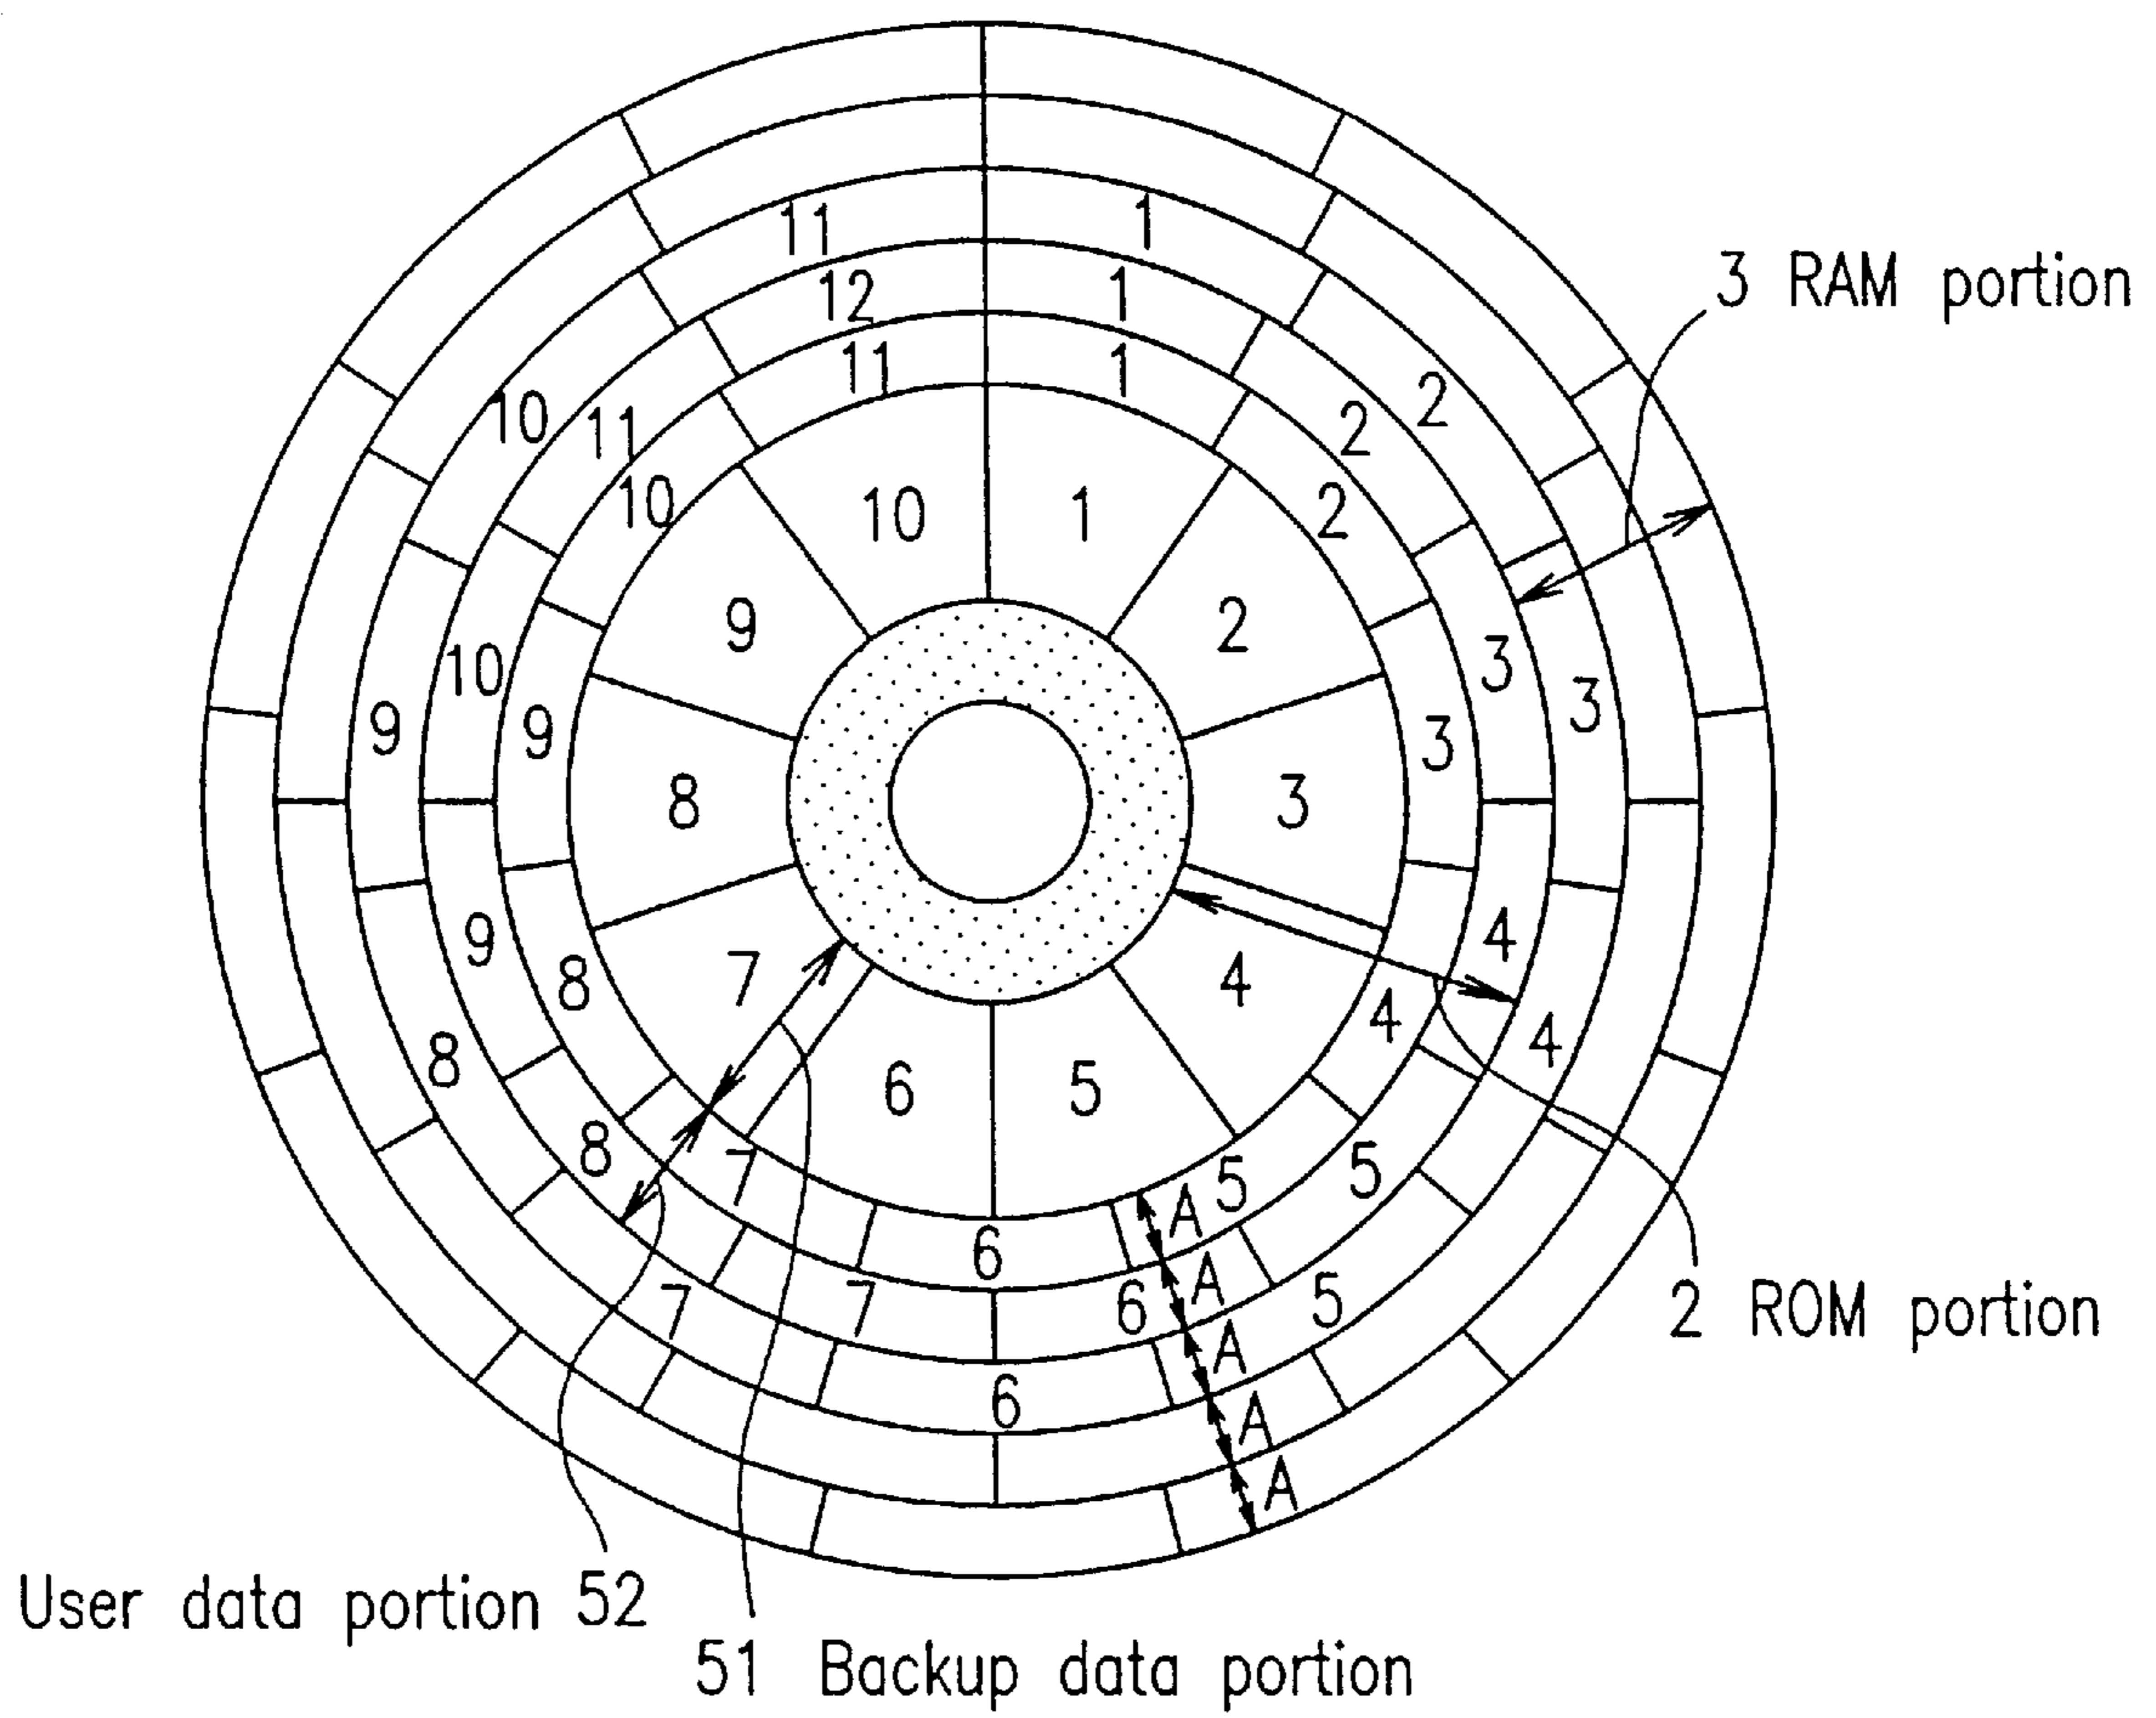 11 1
12 1
11 1
3 RAM portion
10 11 2 2
10 10 1 2
9 2
10 3 3
9 9 8 3 3
9 8 7 4 4
8 4 4
6 5
8 7 5 5
A
6 A
7 7 6 5
2 ROM portion
A
6 A
A
User data portion 52
51 Backup data portion